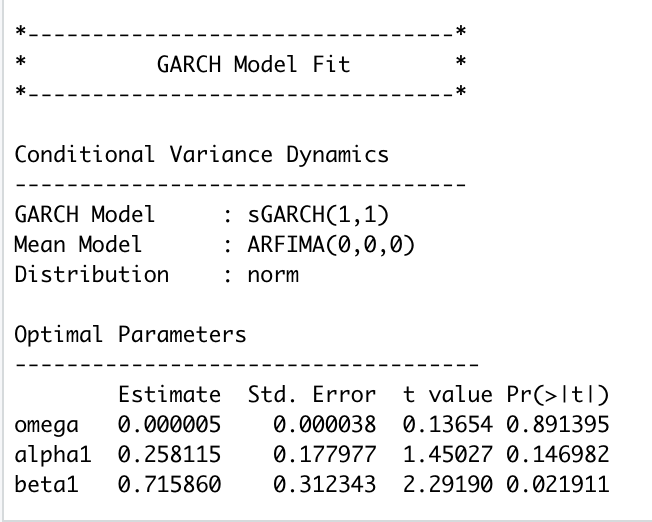 *---------------------------------*
*          GARCH Model Fit        *
*---------------------------------*
Conditional Variance Dynamics
-----------------------------------
GARCH Model     : sGARCH(1,1)
Mean Model      : ARFIMA(0,0,0)
Distribution    : norm
Optimal Parameters
------------------------------------
        Estimate  Std. Error  t value Pr(>|t|)
omega   0.000005    0.000038  0.13654 0.891395
alpha1  0.258115    0.177977  1.45027 0.146982
beta1   0.715860    0.312343  2.29190 0.021911